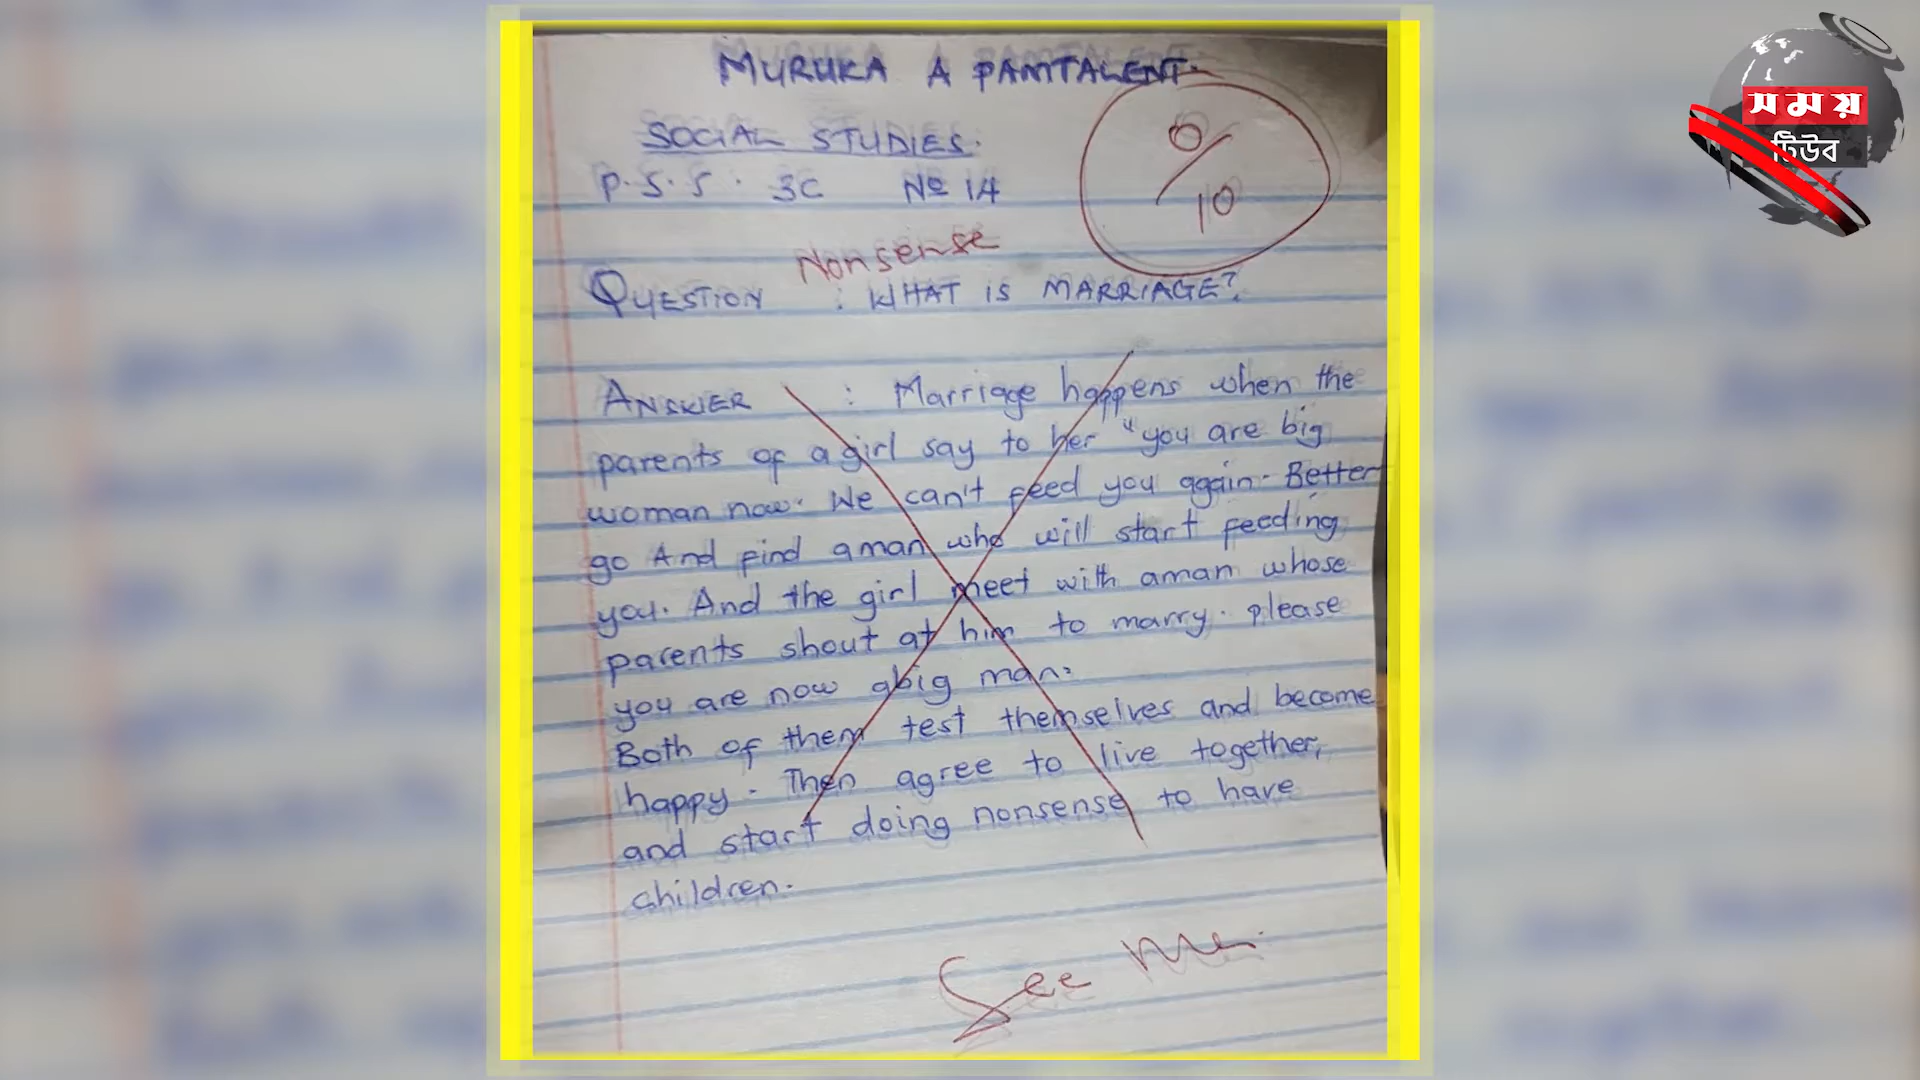 MURUKA A PAMTALENT.
SOCIAL STUDIES.
P.S.S. 3C No 14
0/10
Nonsense
QUESTION : WHAT IS MARRIAGE?
ANSWER : Marriage happens when the
parents of a girl say to her "you are big
woman now. We can't feed you again. Better
go And find a man who will start feeding
you. And the girl meet with a man whose
parents shout at him to marry. please
you are now a big man.
Both of them test themselves and become
happy. Then agree to live together,
and start doing nonsense to have
children.
See me.
সময়
টিউব